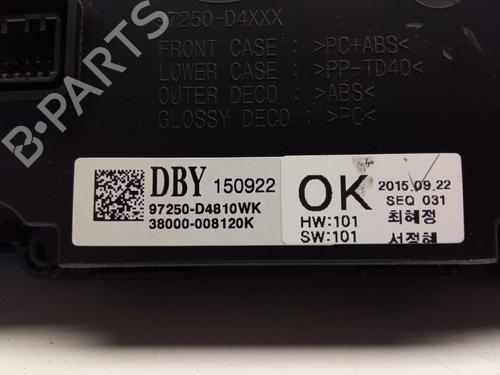 97250-D4XXX
FRONT CASE : >PC+ABS<
LOWER CASE : >PP-TD40<
OUTER DECO : >ABS<
GLOSSY DECO : >PC<
DBY 150922
97250-D4810WK
38000-008120K
OK
HW:101
SW:101
2015.09.22
SEQ 031
최혜정
서정혜
B-PARTS